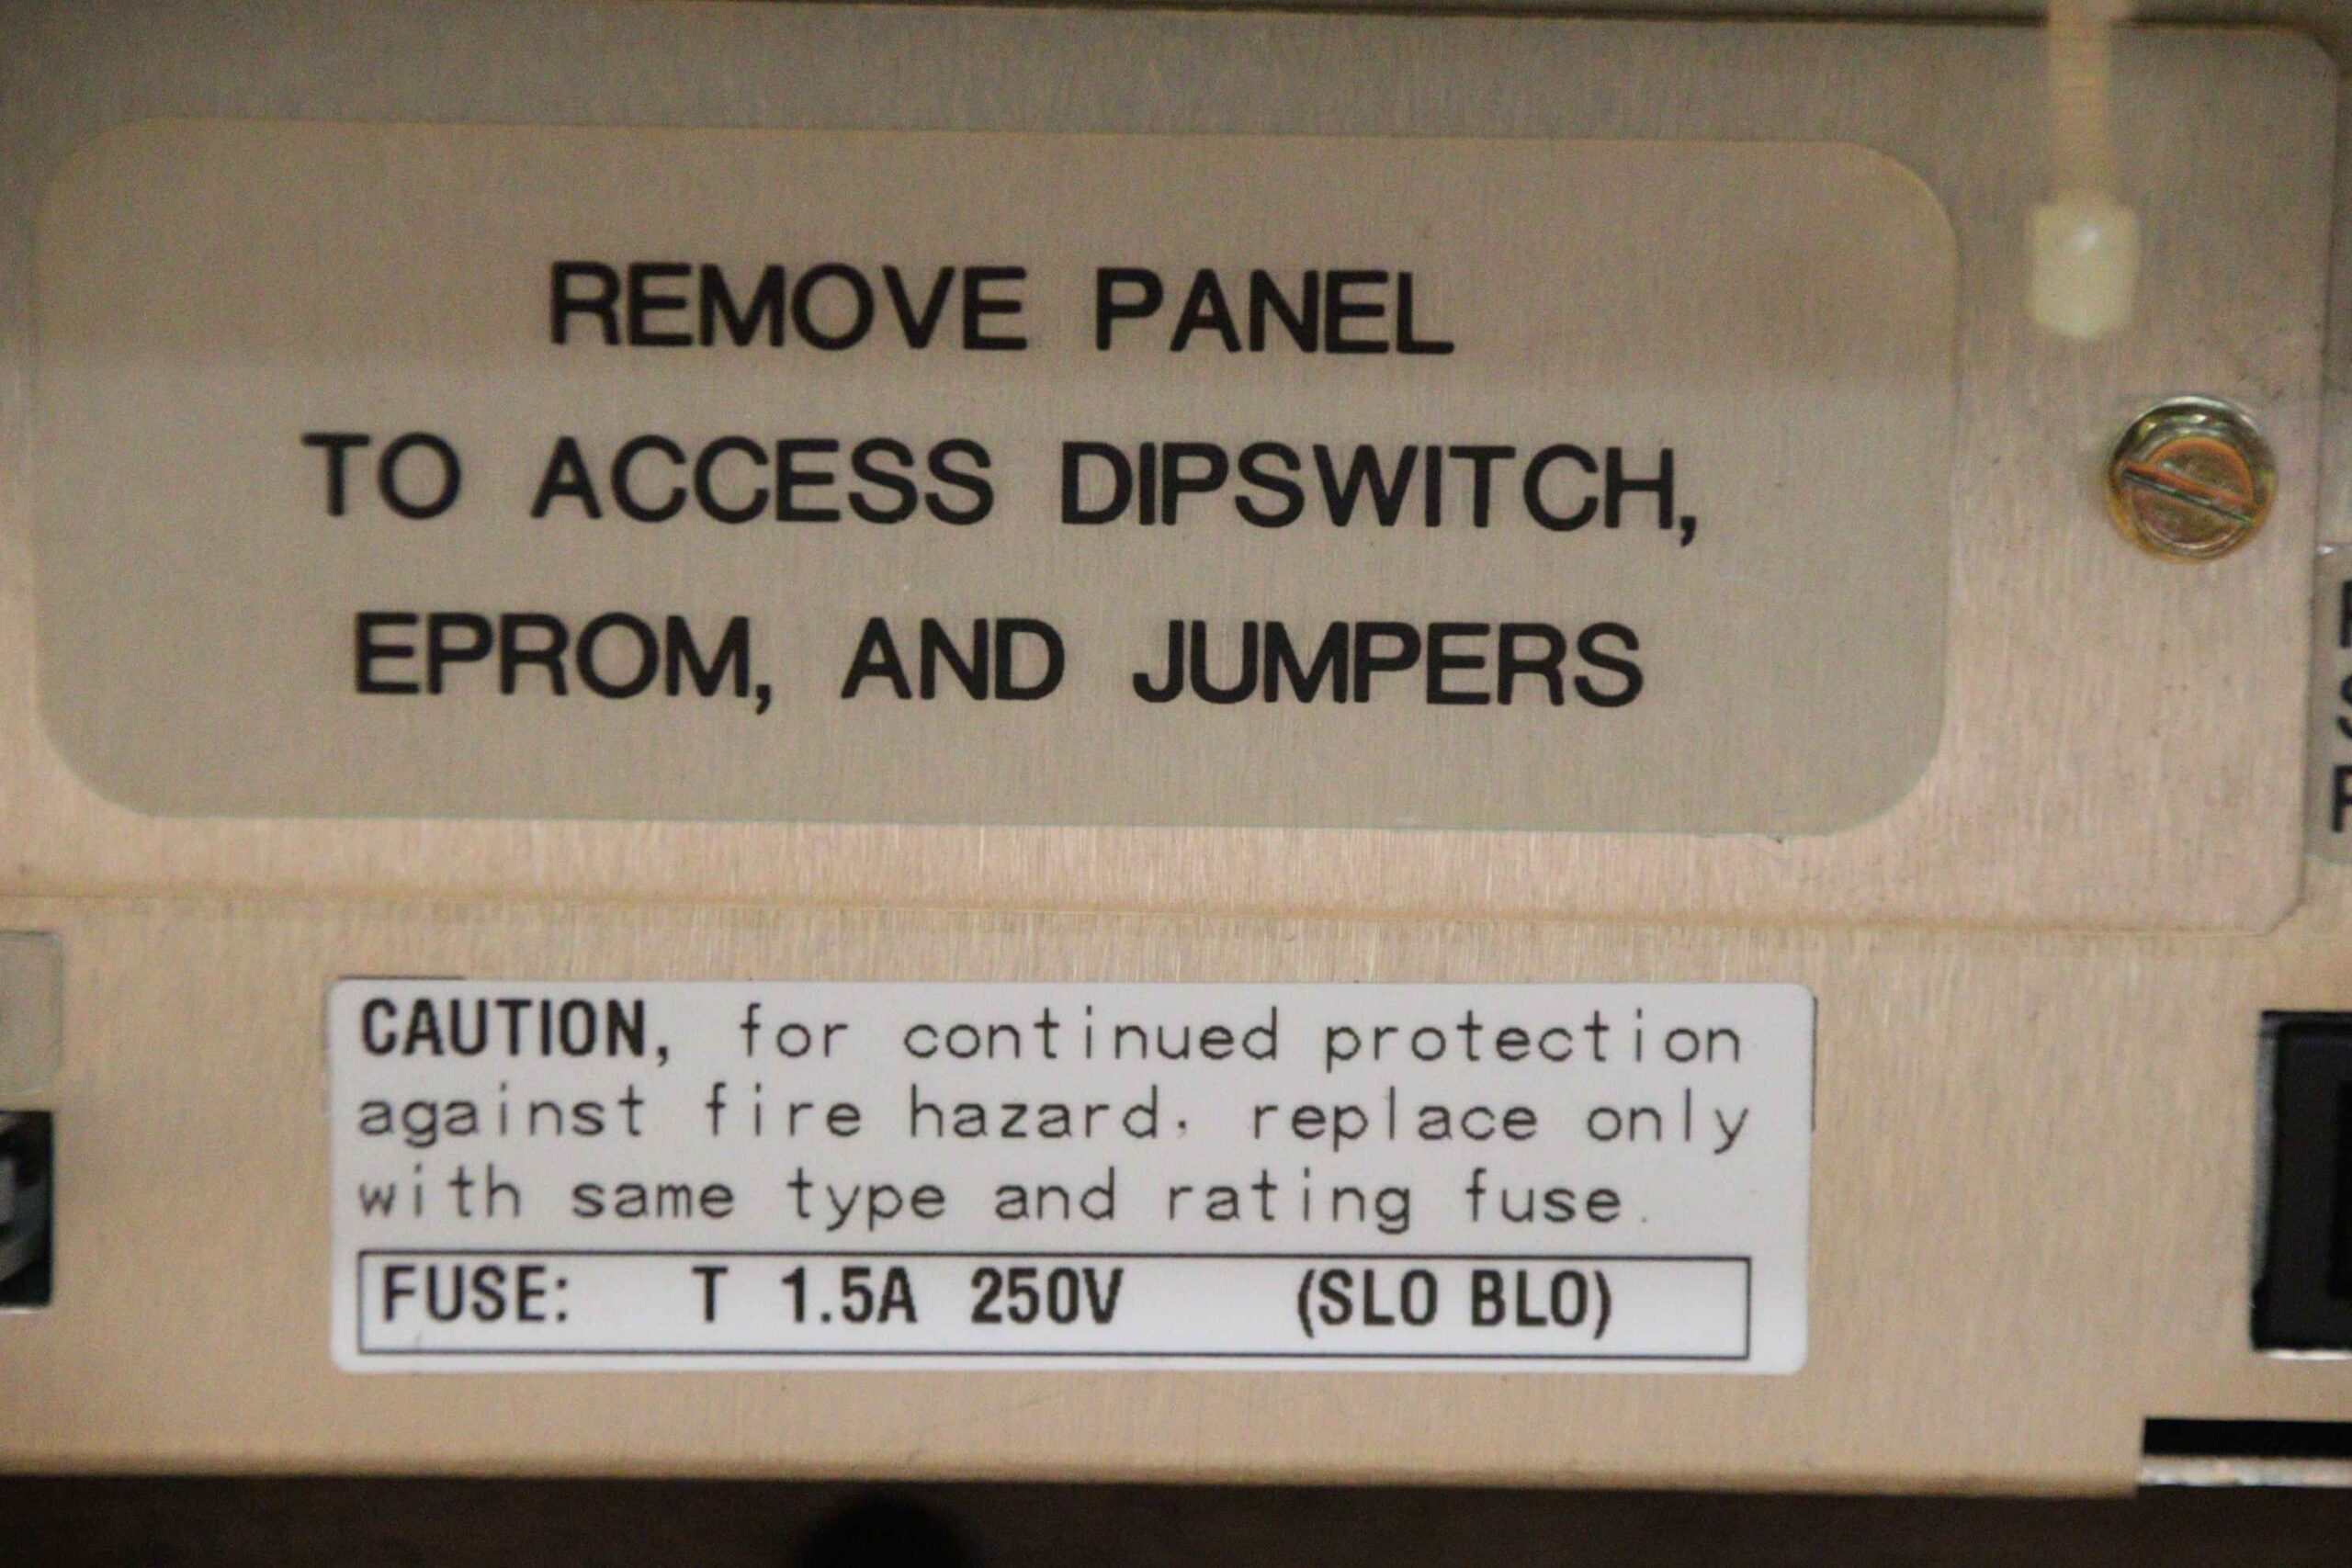 REMOVE PANEL
TO ACCESS DIPSWITCH,
EPROM, AND JUMPERS
CAUTION, for continued protection
against fire hazard, replace only
with same type and rating fuse.
FUSE: T 1.5A 250V (SLO BLO)